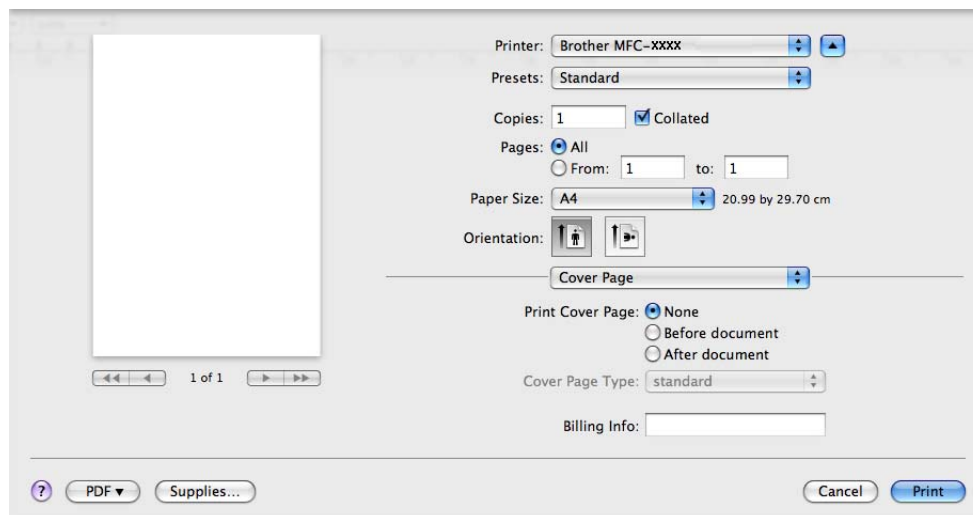 Printer: Brother MFC-XXXX
Presets: Standard
Copies: 1 Collated
Pages: All
From: 1 to: 1
Paper Size: A4 20.99 by 29.70 cm
Orientation:
Cover Page
Print Cover Page: None
Before document
After document
Cover Page Type: standard
Billing Info:
1 of 1
? PDF Supplies... Cancel Print